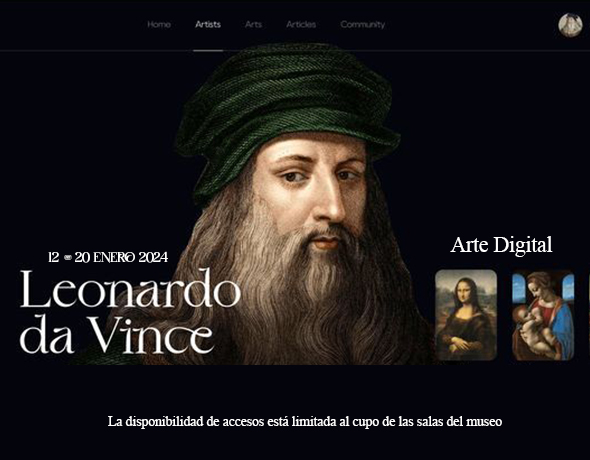 Home Artists Arts Articles Community
12 - 20 ENERO 2024
Leonardo
da Vince
Arte Digital
La disponibilidad de accesos está limitada al cupo de las salas del museo